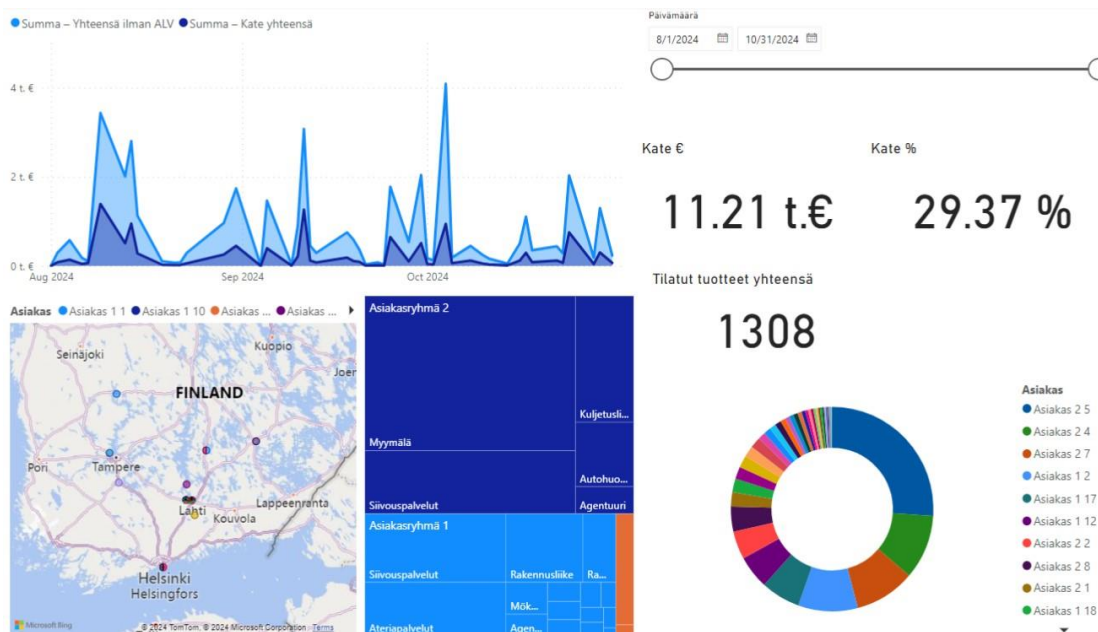 Summa – Yhteensä ilman ALV Summa – Kate yhteensä
4 t. €
2 t. €
0 t. €
Aug 2024 Sep 2024 Oct 2024
Päivämäärä
8/1/2024 10/31/2024
Kate € Kate %
11.21 t.€ 29.37 %
Tilatut tuotteet yhteensä
1308
Asiakas Asiakas 1 1 Asiakas 1 10 Asiakas ... Asiakas ...
Seinäjoki
Kuopio
Joen
FINLAND
Pori
Tampere
Lahti
Lappeenranta
Kouvola
Helsinki
Helsingfors
Microsoft Bing
© 2024 TomTom, © 2024 Microsoft Corporation Terms
Asiakasryhmä 2
Myymälä
Kuljetusli...
Siivouspalvelut
Autohuo...
Agentuuri
Asiakasryhmä 1
Siivouspalvelut
Rakennusliike
Ra...
Mök...
Ateriapalvelut
Agen...
Asiakas
Asiakas 2 5
Asiakas 2 4
Asiakas 2 7
Asiakas 1 2
Asiakas 1 17
Asiakas 1 12
Asiakas 2 2
Asiakas 2 8
Asiakas 2 1
Asiakas 1 18